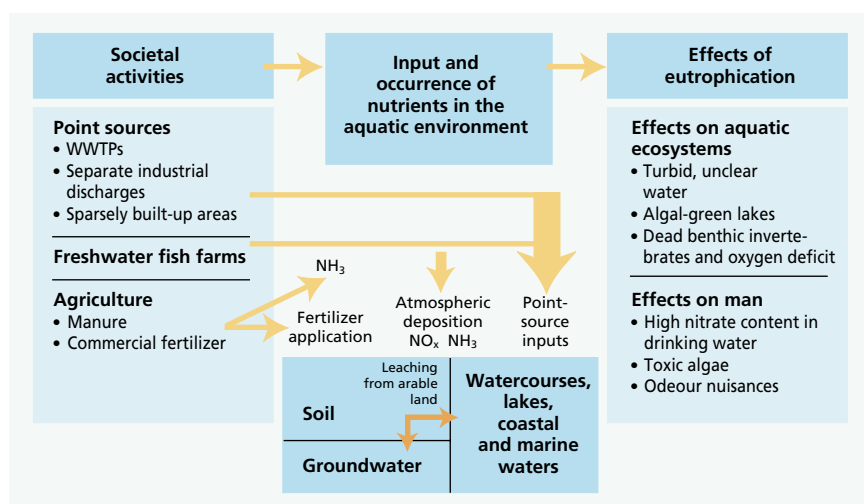 Societal
activities
Input and
occurrence of
nutrients in the
aquatic environment
Effects of
eutrophication
Point sources
• WWTPs
• Separate industrial
discharges
• Sparsely built-up areas
Freshwater fish farms
Agriculture
• Manure
• Commercial fertilizer
NH₃
Fertilizer
application
Atmospheric
deposition
NOₓ NH₃
Point-
source
inputs
Leaching
from arable
land
Soil
Groundwater
Watercourses,
lakes,
coastal
and marine
waters
Effects on aquatic
ecosystems
• Turbid, unclear
water
• Algal-green lakes
• Dead benthic inverte-
brates and oxygen deficit
Effects on man
• High nitrate content in
drinking water
• Toxic algae
• Odeour nuisances